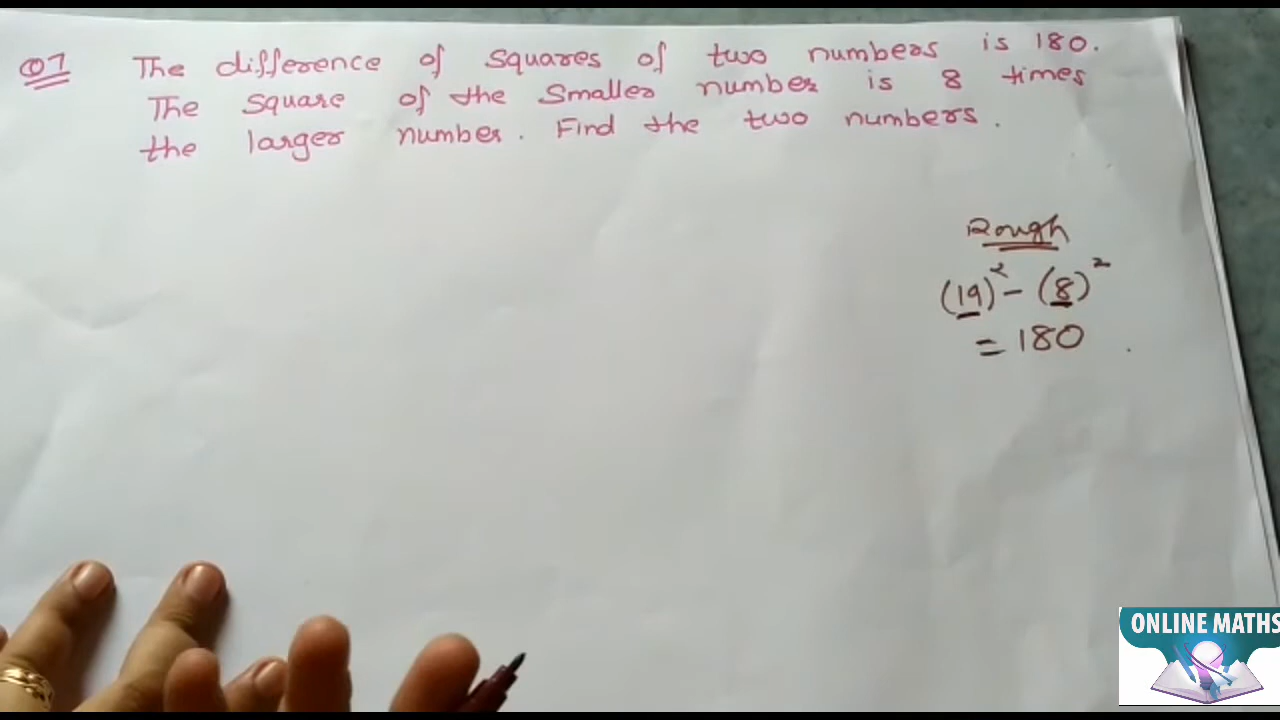 Q7 The difference of squares of two numbers is 180.
The square of the smaller number is 8 times
the larger number. Find the two numbers.
Rough
(19)² - (8)²
= 180
ONLINE MATHS